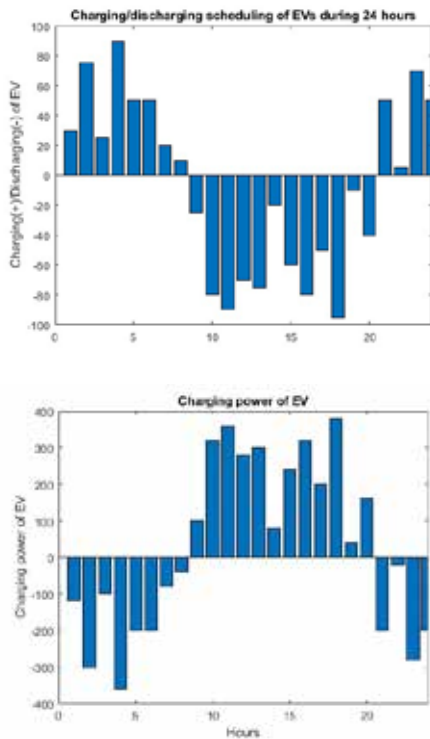 Charging/discharging scheduling of EVs during 24 hours
Charging(+)/Discharging(-) of EV
100
80
60
40
20
0
-20
-40
-60
-80
-100
0 5 10 15 20
Charging power of EV
Charging power of EV
400
300
200
100
0
-100
-200
-300
-400
0 5 10 15 20
Hours